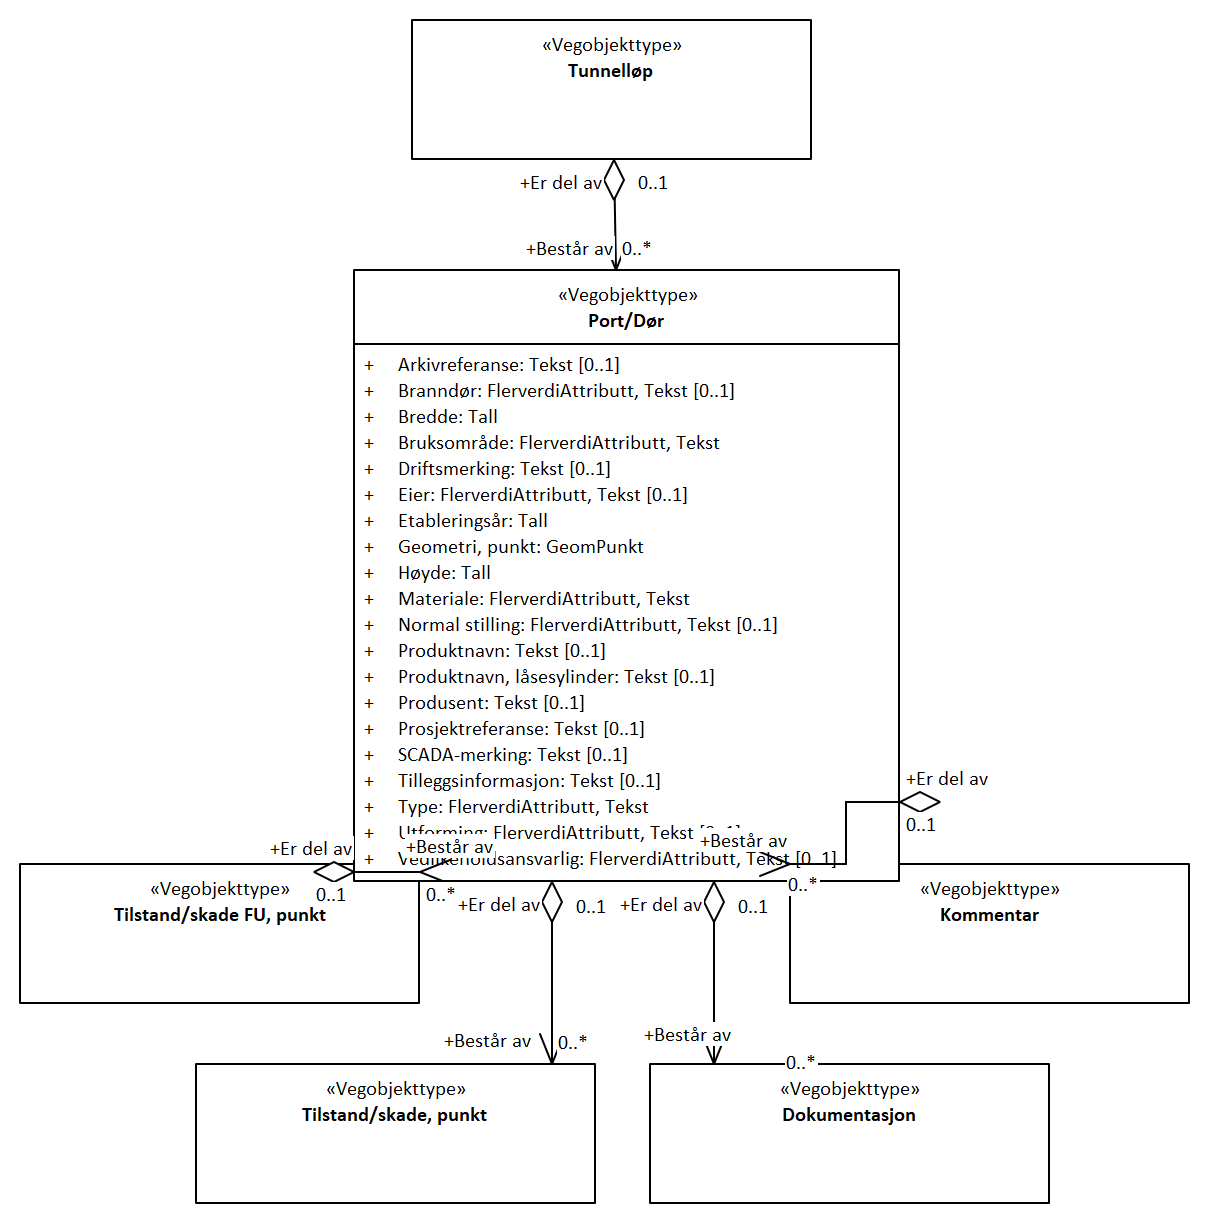 «Vegobjekttype»
Tunnelløp
+Er del av
0..1
+Består av
0..*
«Vegobjekttype»
Port/Dør
+ Arkivreferanse: Tekst [0..1]
+ Branndør: FlerverdiAttributt, Tekst [0..1]
+ Bredde: Tall
+ Bruksområde: FlerverdiAttributt, Tekst
+ Driftsmerking: Tekst [0..1]
+ Eier: FlerverdiAttributt, Tekst [0..1]
+ Etableringsår: Tall
+ Geometri, punkt: GeomPunkt
+ Høyde: Tall
+ Materiale: FlerverdiAttributt, Tekst
+ Normal stilling: FlerverdiAttributt, Tekst [0..1]
+ Produktnavn: Tekst [0..1]
+ Produktnavn, låsesylinder: Tekst [0..1]
+ Produsent: Tekst [0..1]
+ Prosjektreferanse: Tekst [0..1]
+ SCADA-merking: Tekst [0..1]
+ Tilleggsinformasjon: Tekst [0..1]
+ Type: FlerverdiAttributt, Tekst
+ Utforming: FlerverdiAttributt, Tekst [0..1]
+ Vedlikeholdsansvarlig: FlerverdiAttributt, Tekst [0..1]
+Er del av
0..1
+Består av
0..*
+Er del av
0..1
+Består av
0..*
«Vegobjekttype»
Tilstand/skade FU, punkt
«Vegobjekttype»
Kommentar
+Er del av
0..1
+Er del av
0..1
+Består av
0..*
+Består av
0..*
«Vegobjekttype»
Tilstand/skade, punkt
«Vegobjekttype»
Dokumentasjon